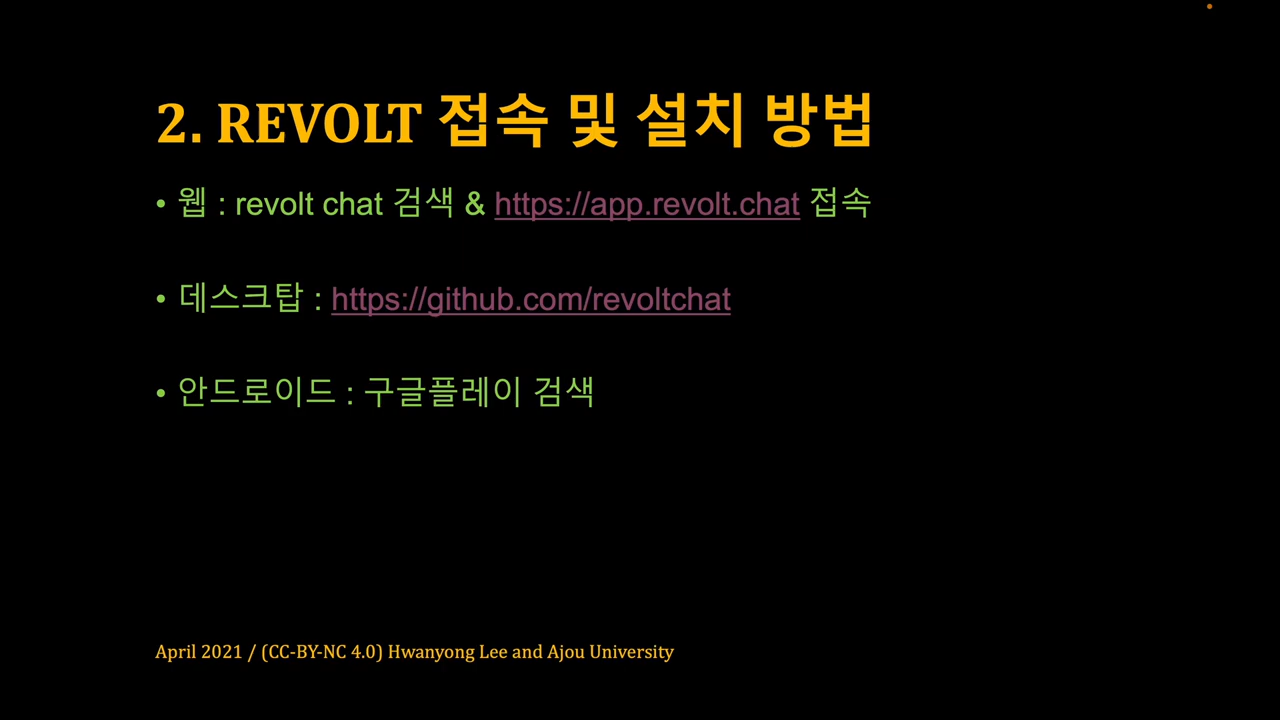 2. REVOLT 접속 및 설치 방법
• 웹 : revolt chat 검색 & https://app.revolt.chat 접속
• 데스크탑 : https://github.com/revoltchat
• 안드로이드 : 구글플레이 검색
April 2021 / (CC-BY-NC 4.0) Hwanyong Lee and Ajou University